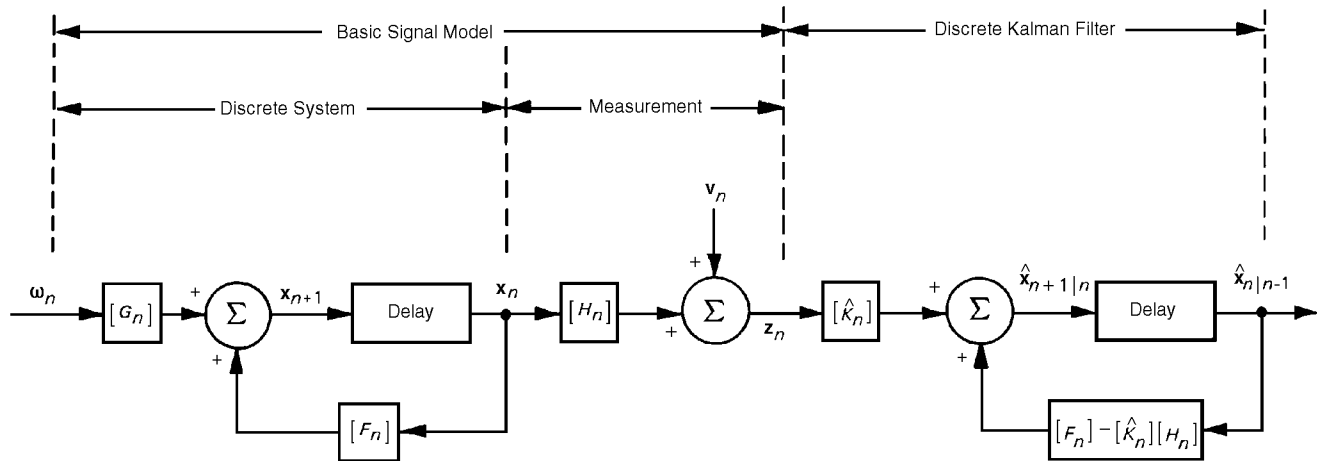 Basic Signal Model
Discrete Kalman Filter
Discrete System
Measurement
v_n
+
ω_n
[G_n]
+
Σ
+
x_{n+1}
Delay
x_n
[H_n]
+
Σ
z_n
[K̂_n]
+
Σ
+
x̂_{n+1|n}
Delay
x̂_{n|n-1}
[F_n]
[F_n] − [K̂_n][H_n]